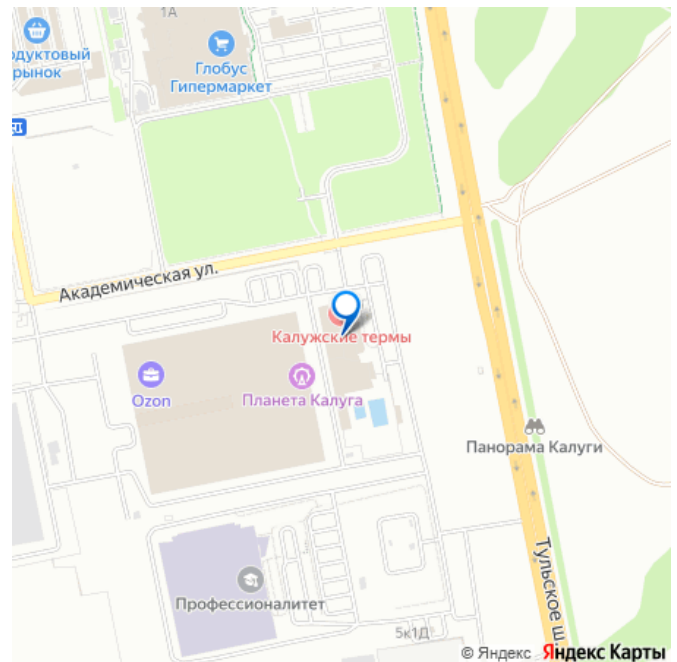 1А
одуктовый
рынок
Глобус
Гипермаркет
Академическая ул.
Калужские термы
Ozon
Планета Калуга
Панорама Калуги
Тульское ш.
Профессионалитет
5к1Д
© Яндекс Яндекс Карты